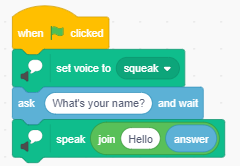 when clicked
set voice to squeak
ask What's your name? and wait
speak join Hello answer